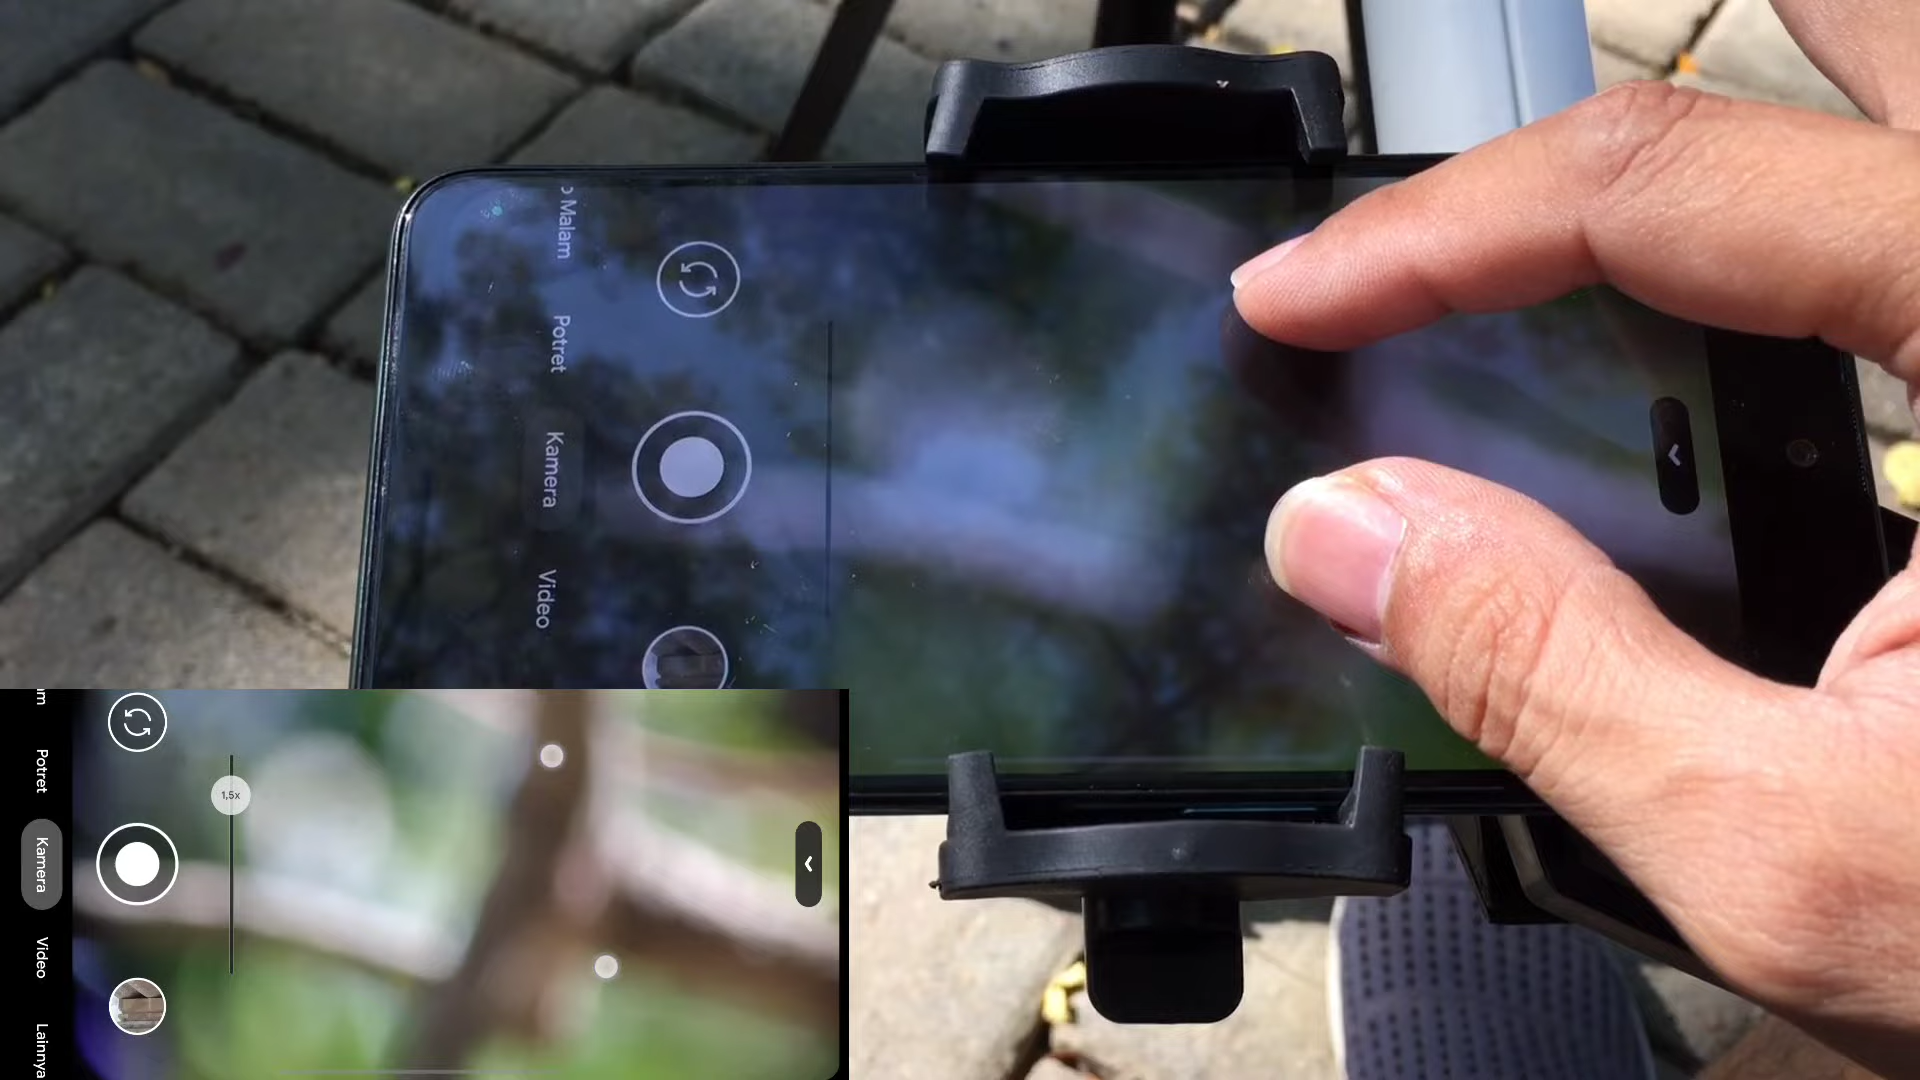 o Malam
Potret
Kamera
Video
m
Potret
Kamera
Video
Lainnya
1,5x